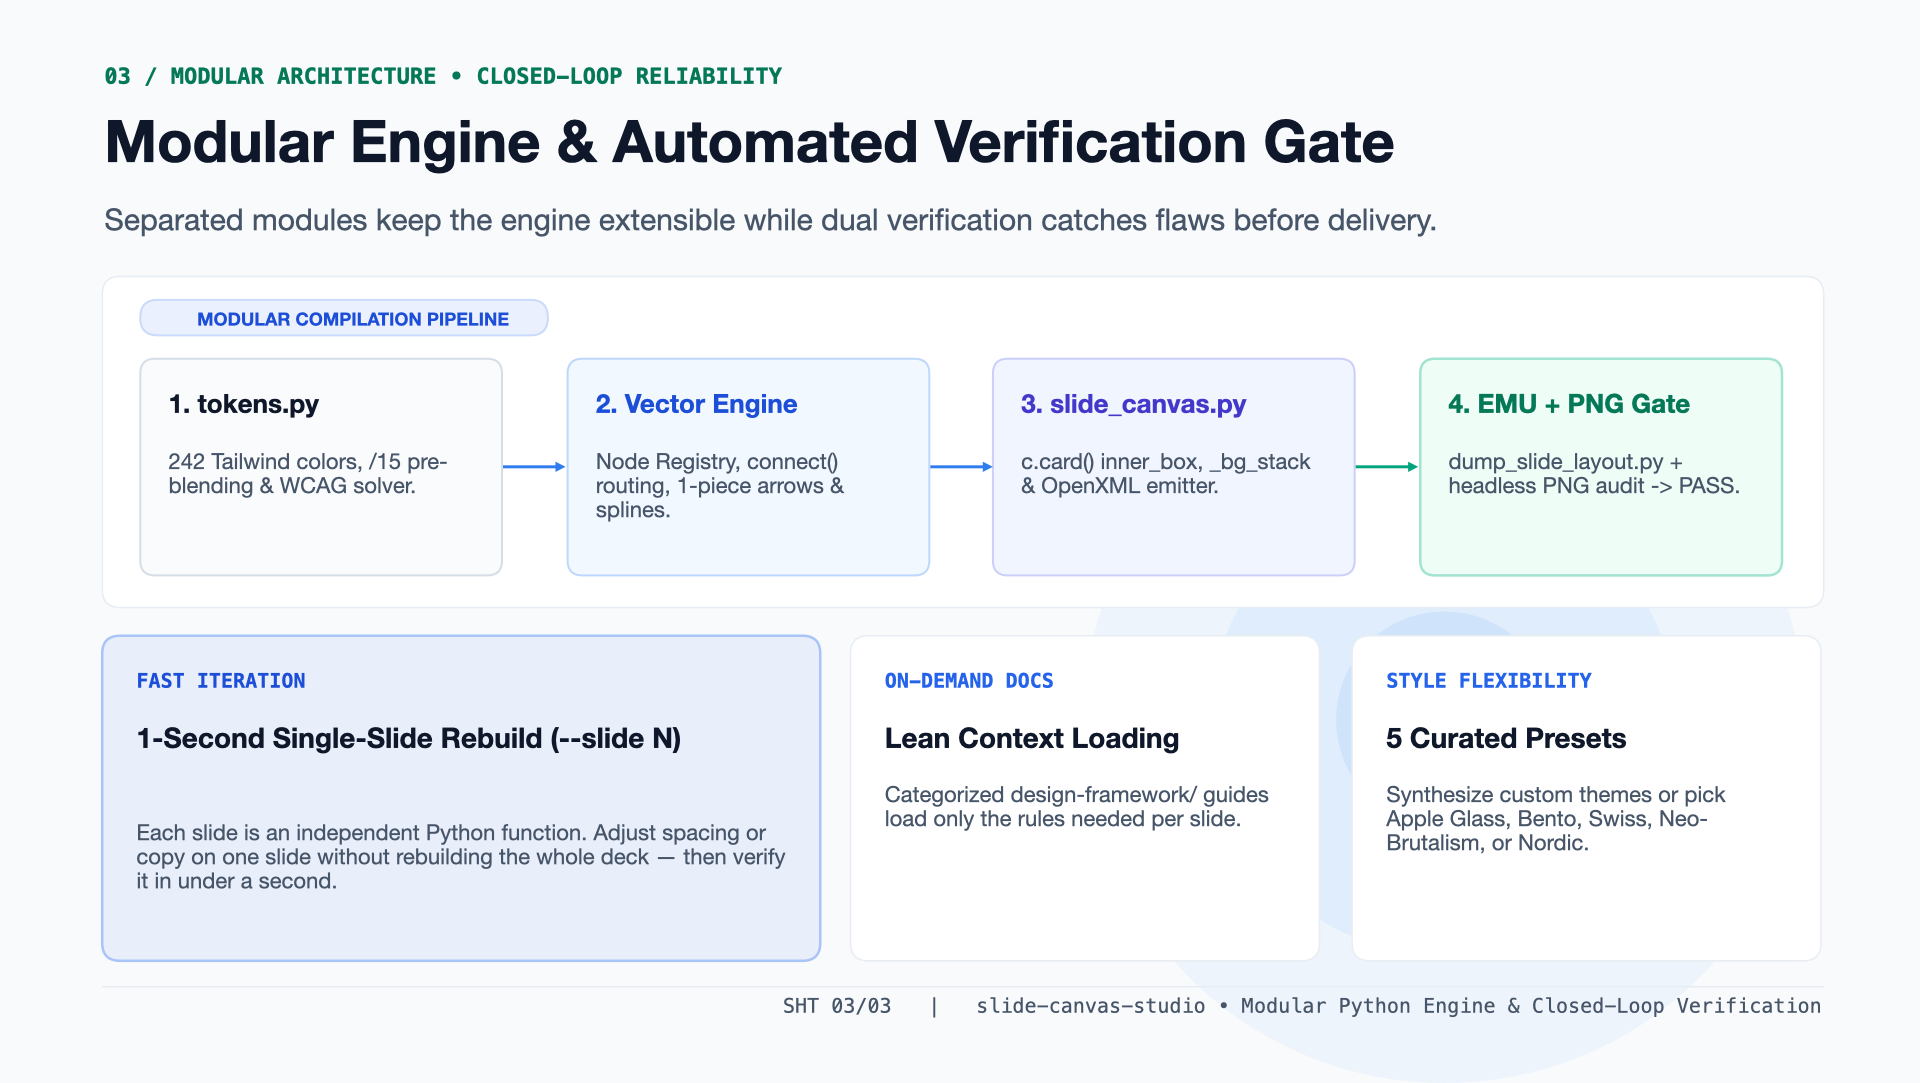 03 / MODULAR ARCHITECTURE • CLOSED–LOOP RELIABILITY
Modular Engine & Automated Verification Gate
Separated modules keep the engine extensible while dual verification catches flaws before delivery.
MODULAR COMPILATION PIPELINE
1. tokens.py
242 Tailwind colors, /15 pre-
blending & WCAG solver.
2. Vector Engine
Node Registry, connect()
routing, 1-piece arrows &
splines.
3. slide_canvas.py
c.card() inner_box, _bg_stack
& OpenXML emitter.
4. EMU + PNG Gate
dump_slide_layout.py +
headless PNG audit -> PASS.
FAST ITERATION
1-Second Single-Slide Rebuild (--slide N)
Each slide is an independent Python function. Adjust spacing or
copy on one slide without rebuilding the whole deck — then verify
it in under a second.
ON–DEMAND DOCS
Lean Context Loading
Categorized design-framework/ guides
load only the rules needed per slide.
STYLE FLEXIBILITY
5 Curated Presets
Synthesize custom themes or pick
Apple Glass, Bento, Swiss, Neo-
Brutalism, or Nordic.
SHT 03/03 | slide–canvas–studio • Modular Python Engine & Closed–Loop Verification